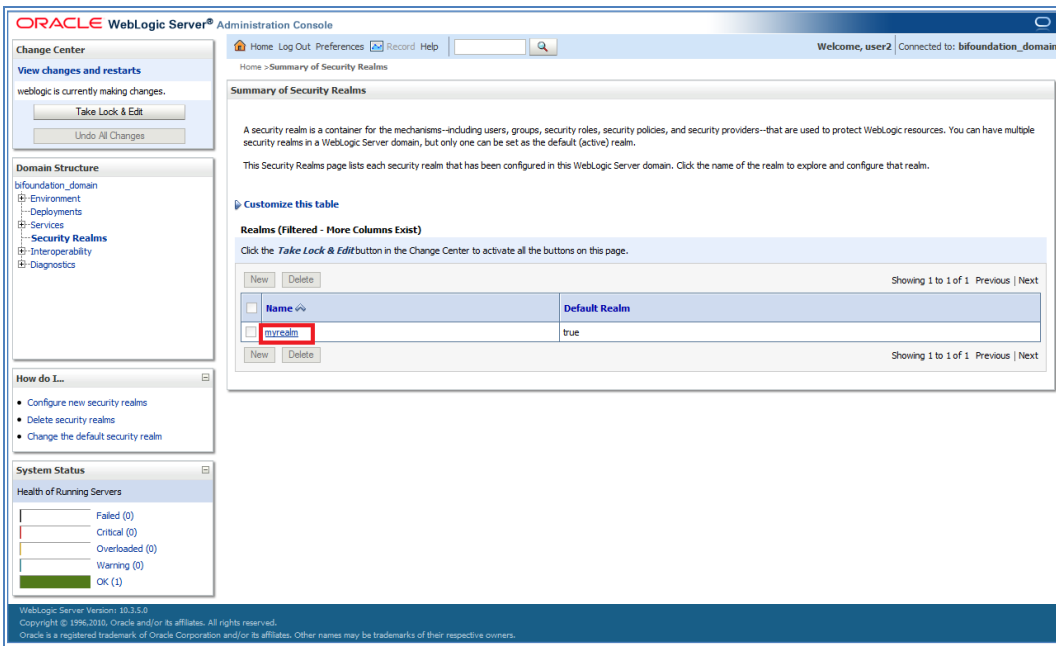 ORACLE WebLogic Server® Administration Console
Change Center
View changes and restarts
weblogic is currently making changes.
Take Lock & Edit
Undo All Changes
Domain Structure
bifoundation_domain
Environment
Deployments
Services
Security Realms
Interoperability
Diagnostics
How do I...
Configure new security realms
Delete security realms
Change the default security realm
System Status
Health of Running Servers
Failed (0)
Critical (0)
Overloaded (0)
Warning (0)
OK (1)
Home Log Out Preferences Record Help
Welcome, user2 Connected to: bifoundation_domain
Home >Summary of Security Realms
Summary of Security Realms
A security realm is a container for the mechanisms--including users, groups, security roles, security policies, and security providers--that are used to protect WebLogic resources. You can have multiple
security realms in a WebLogic Server domain, but only one can be set as the default (active) realm.
This Security Realms page lists each security realm that has been configured in this WebLogic Server domain. Click the name of the realm to explore and configure that realm.
Customize this table
Realms (Filtered - More Columns Exist)
Click the Take Lock & Edit button in the Change Center to activate all the buttons on this page.
New Delete Showing 1 to 1 of 1 Previous | Next
Name Default Realm
myrealm true
New Delete Showing 1 to 1 of 1 Previous | Next
WebLogic Server Version: 10.3.5.0
Copyright © 1996,2010, Oracle and/or its affiliates. All rights reserved.
Oracle is a registered trademark of Oracle Corporation and/or its affiliates. Other names may be trademarks of their respective owners.